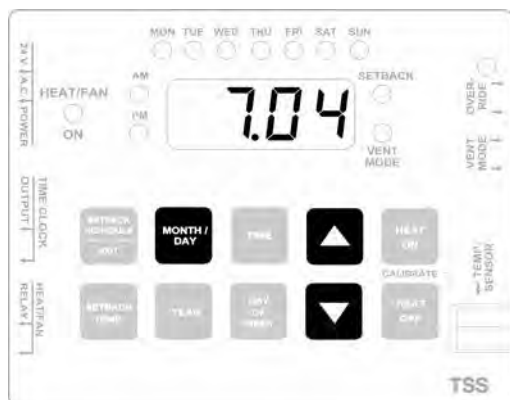 MON TUE WED THU FRI SAT SUN
24 V. A.C. POWER
HEAT/FAN
ON
AM
PM
7.04
SETBACK
VENT
MODE
OVER-
RIDE
VENT
MODE
TIME CLOCK
OUTPUT
SETBACK
SCHEDULE
MONTH /
DAY
TIME
HEAT
ON
CALIBRATE
TEMP.
SENSOR
HEAT/FAN
RELAY
SETBACK
TEMP
YEAR
DAY
OF
WEEK
HEAT
OFF
TSS